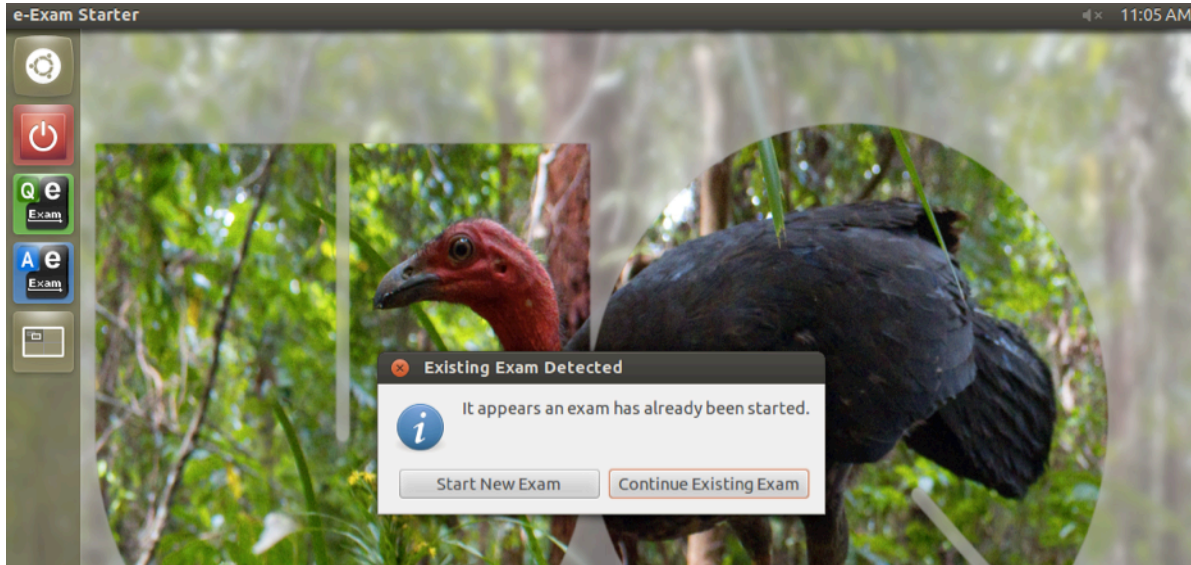 e-Exam Starter
11:05 AM
Q e
Exam
A e
Exam
Existing Exam Detected
It appears an exam has already been started.
i
Start New Exam
Continue Existing Exam